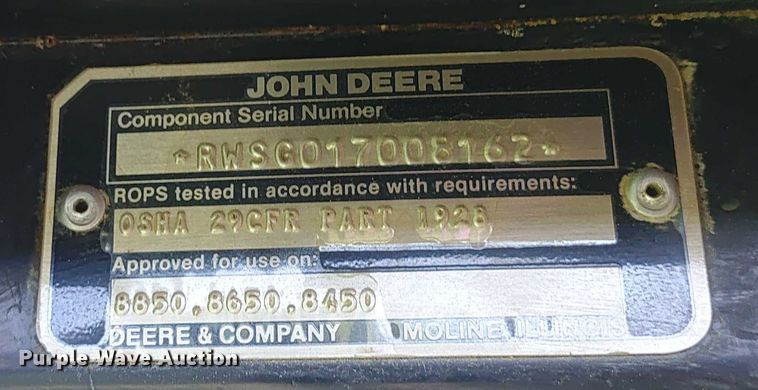 JOHN DEERE
Component Serial Number
*RWSG017008162*
ROPS tested in accordance with requirements:
OSHA 29CFR PART 1928
Approved for use on:
8850,8650,8450
DEERE & COMPANY MOLINE, ILLINOIS
Purple Wave Auction